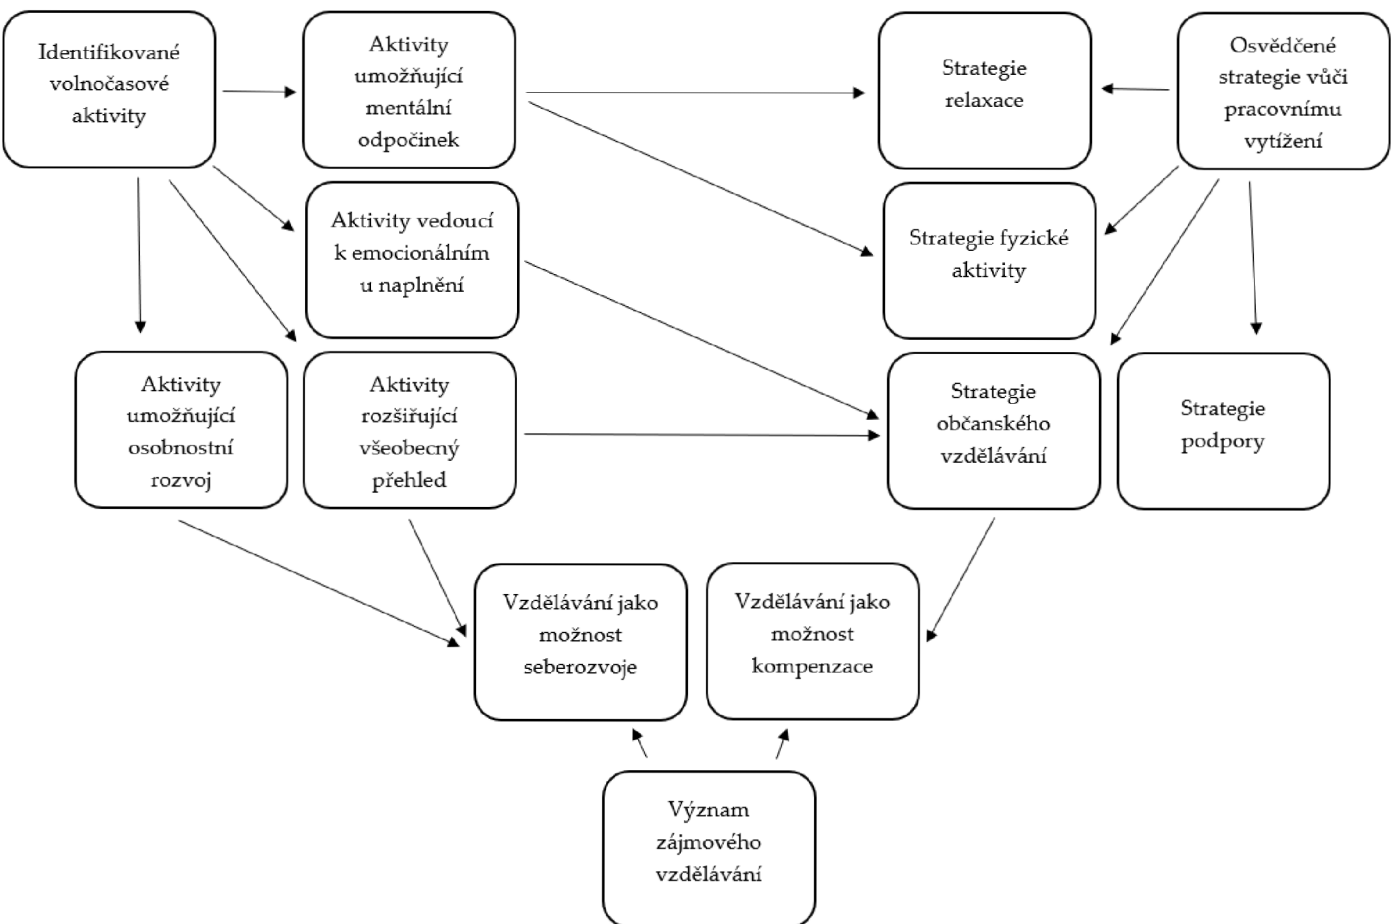 Identifikované
volnočasové
aktivity
Aktivity
umožňující
mentální
odpočinek
Strategie
relaxace
Osvědčené
strategie vůči
pracovnímu
vytížení
Aktivity vedoucí
k emocionálním
u naplnění
Strategie fyzické
aktivity
Aktivity
umožňující
osobnostní
rozvoj
Aktivity
rozšiřující
všeobecný
přehled
Strategie
občanského
vzdělávání
Strategie
podpory
Vzdělávání jako
možnost
seberozvoje
Vzdělávání jako
možnost
kompenzace
Význam
zájmového
vzdělávání